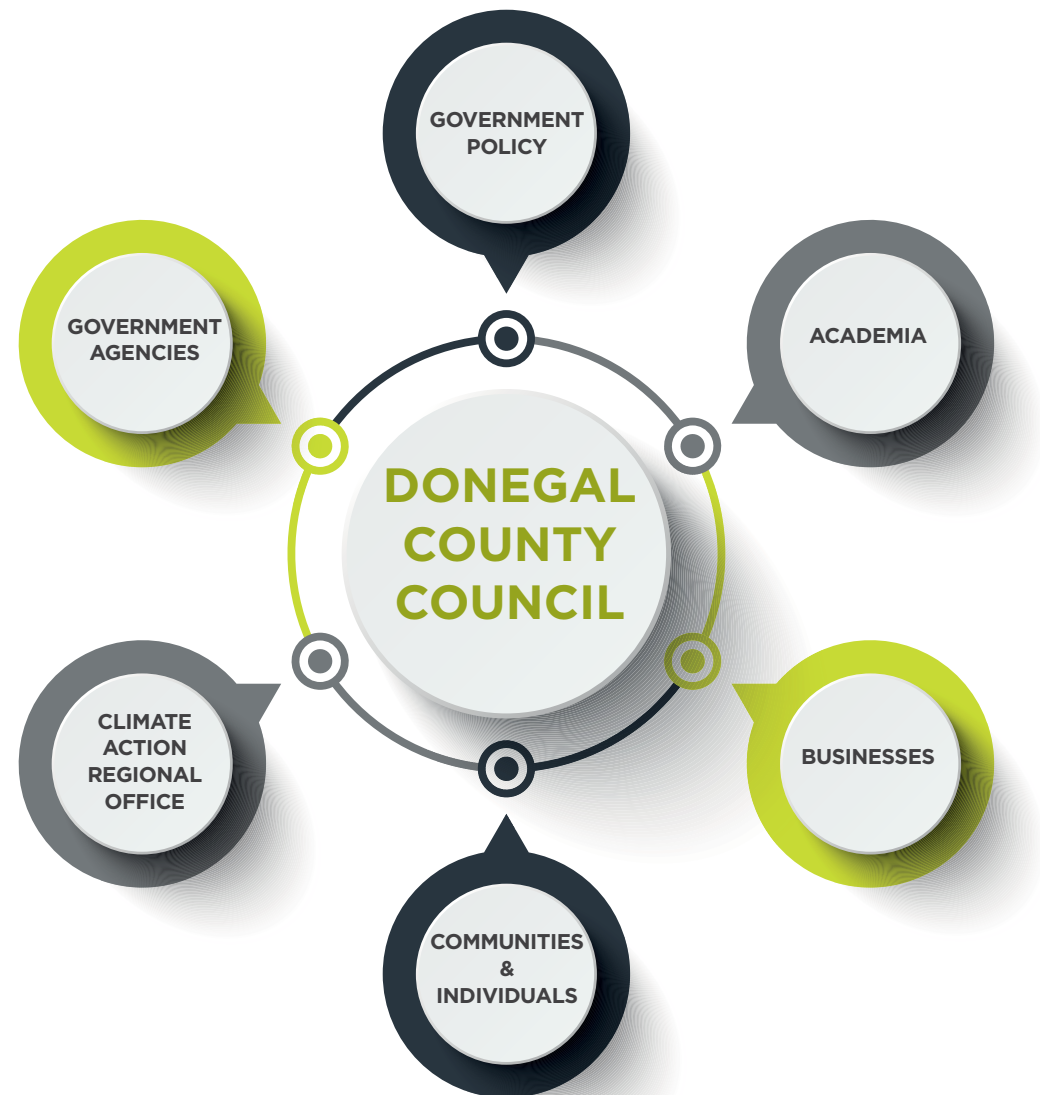 GOVERNMENT
POLICY
GOVERNMENT
AGENCIES
ACADEMIA
DONEGAL
COUNTY
COUNCIL
CLIMATE
ACTION
REGIONAL
OFFICE
BUSINESSES
COMMUNITIES
&
INDIVIDUALS